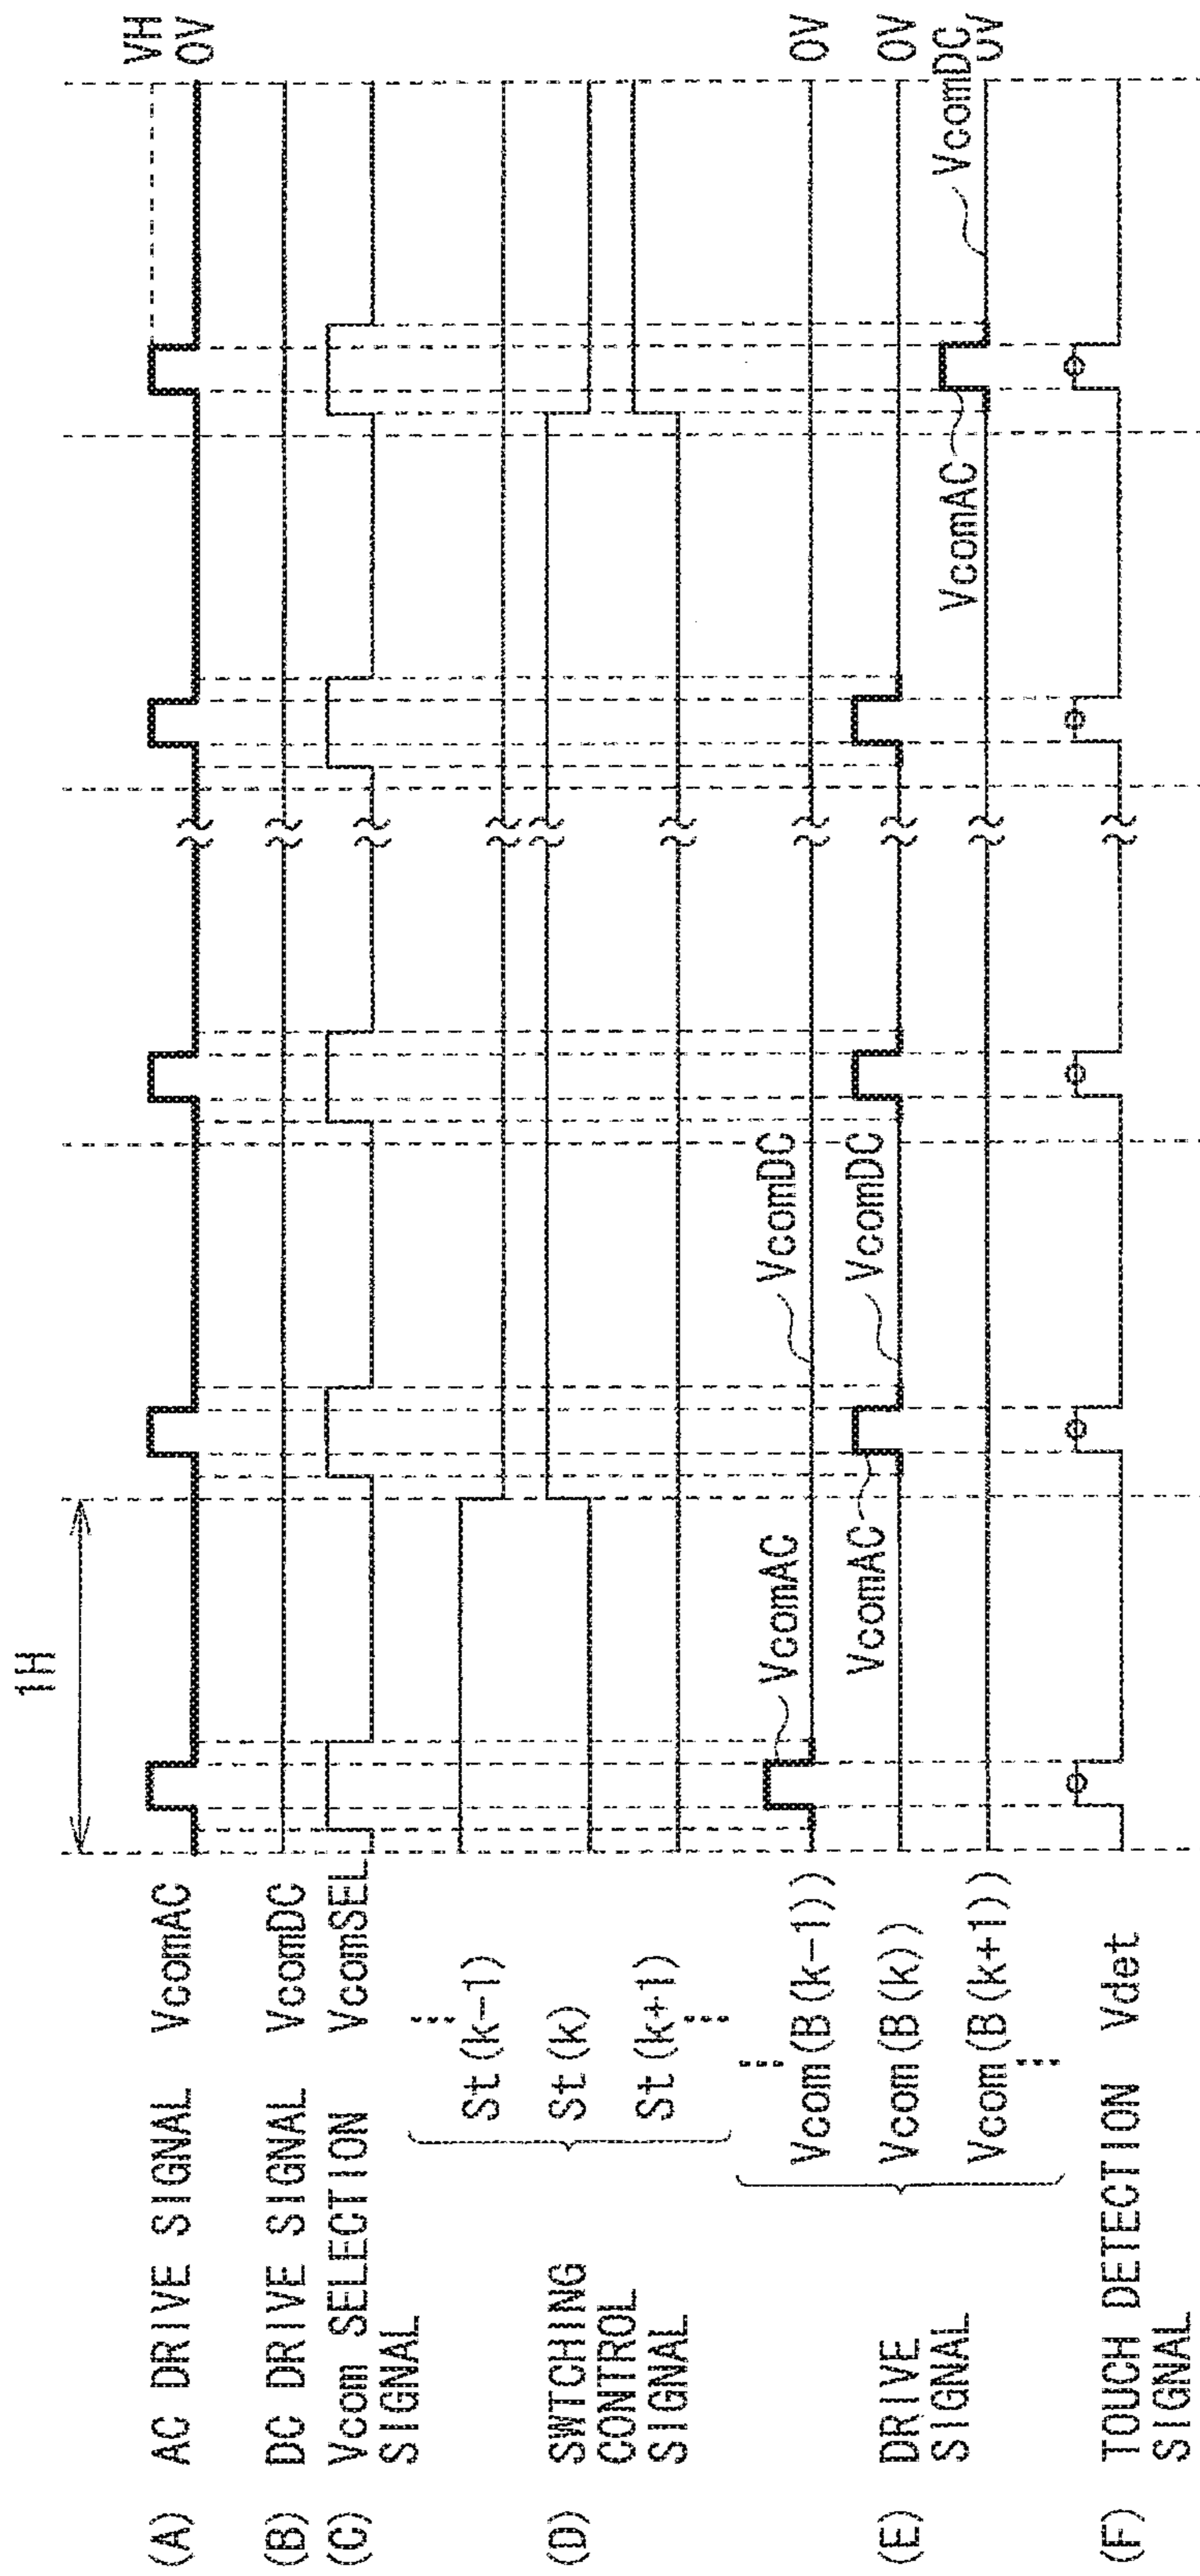 1H
(A) AC DRIVE SIGNAL VcomAC
VH
0V
(B) DC DRIVE SIGNAL VcomDC
(C) Vcom SELECTION VcomSEL
SIGNAL
(D) SWTCHING
CONTROL
SIGNAL
St(k-1)
St(k)
St(k+1)
(E) DRIVE
SIGNAL
Vcom(B(k-1))
VcomAC
VcomDC
0V
Vcom(B(k))
VcomAC
VcomDC
0V
Vcom(B(k+1))
VcomAC
VcomDC
0V
(F) TOUCH DETECTION Vdet
SIGNAL